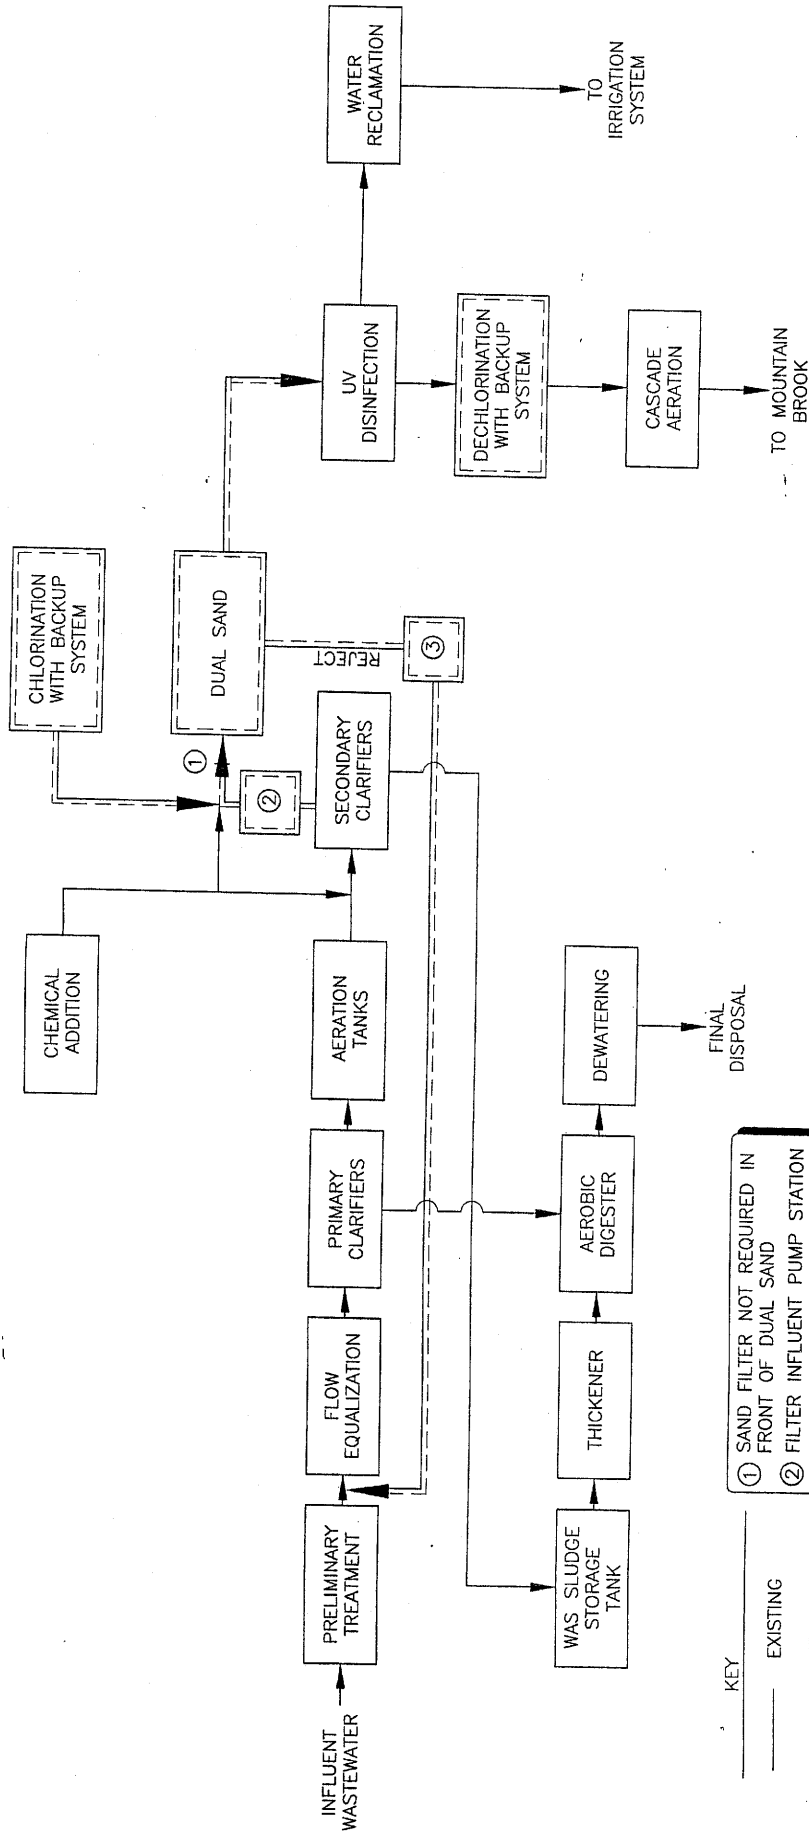 CHLORINATION
WITH BACKUP
SYSTEM
CHEMICAL
ADDITION
WATER
RECLAMATION
TO
IRRIGATION
SYSTEM
DUAL SAND
①
②
REJECT
③
UV
DISINFECTION
DECHLORINATION
WITH BACKUP
SYSTEM
CASCADE
AERATION
TO MOUNTAIN
BROOK
INFLUENT
WASTEWATER
PRELIMINARY
TREATMENT
FLOW
EQUALIZATION
PRIMARY
CLARIFIERS
AERATION
TANKS
SECONDARY
CLARIFIERS
WAS SLUDGE
STORAGE
TANK
THICKENER
AEROBIC
DIGESTER
DEWATERING
FINAL
DISPOSAL
KEY
EXISTING
① SAND FILTER NOT REQUIRED IN
FRONT OF DUAL SAND
② FILTER INFLUENT PUMP STATION